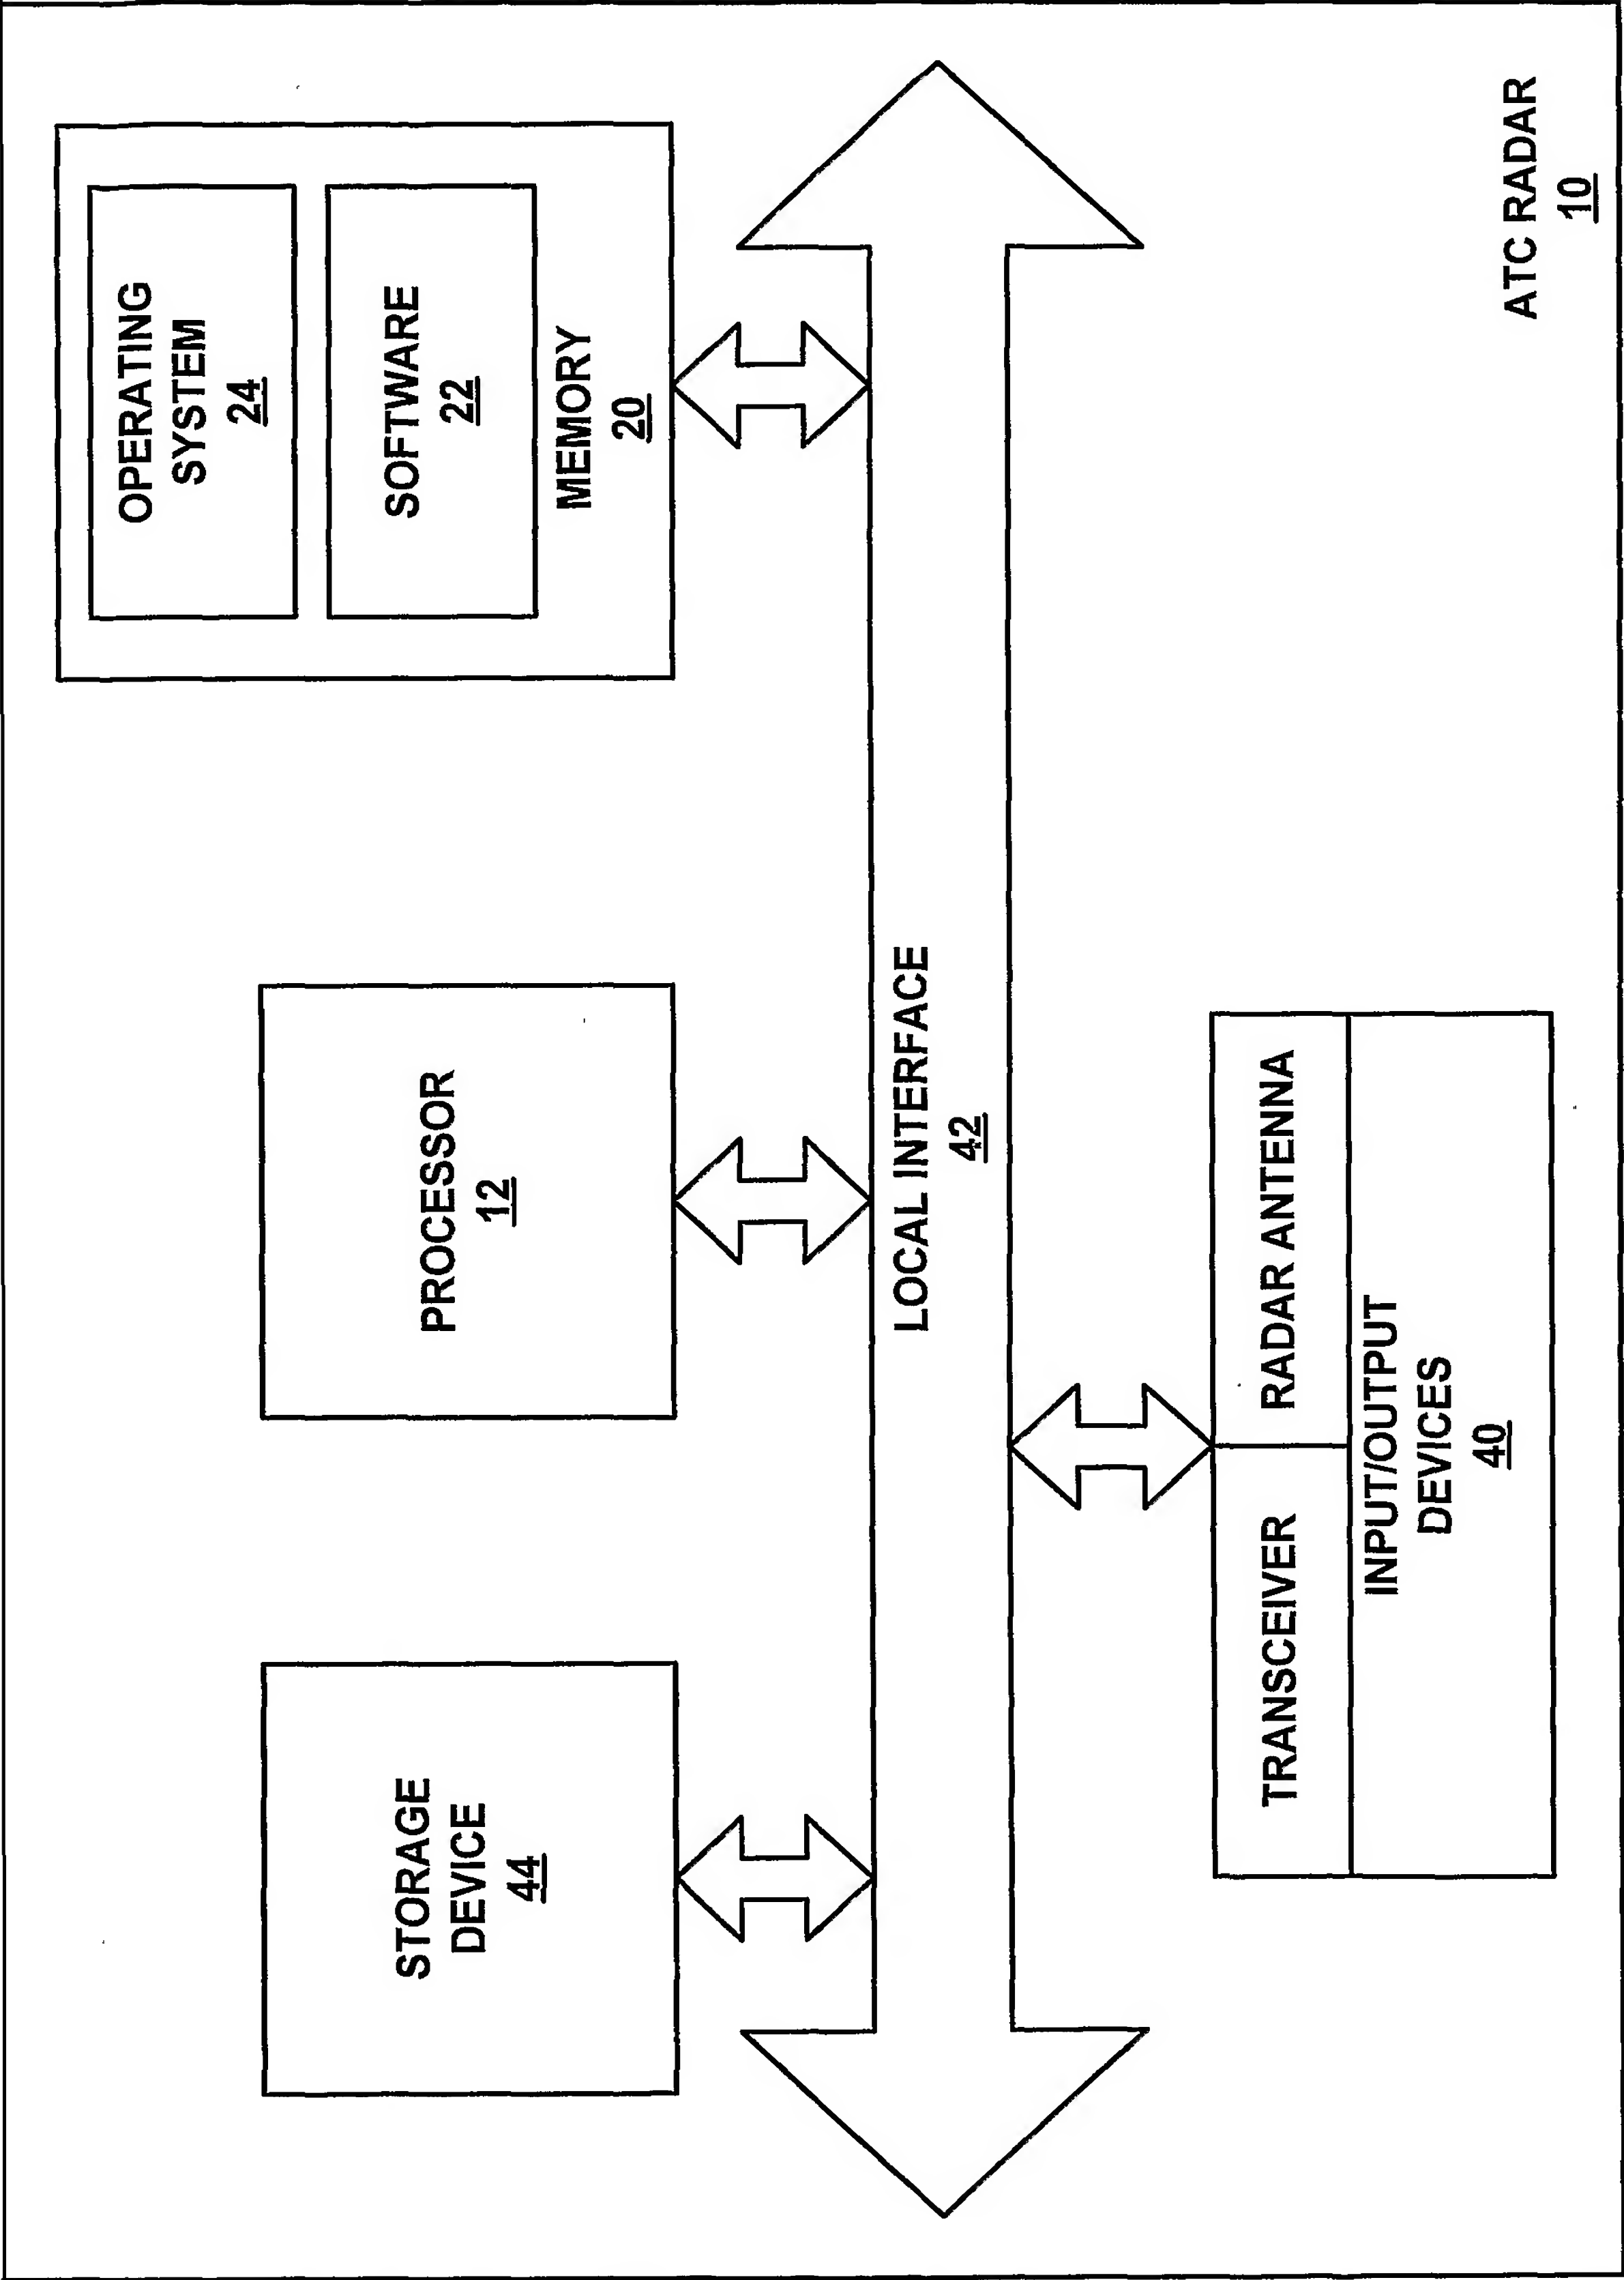 STORAGE
DEVICE
44
PROCESSOR
12
OPERATING
SYSTEM
24
SOFTWARE
22
MEMORY
20
LOCAL INTERFACE
42
TRANSCEIVER
RADAR ANTENNA
INPUT/OUTPUT
DEVICES
40
ATC RADAR
10